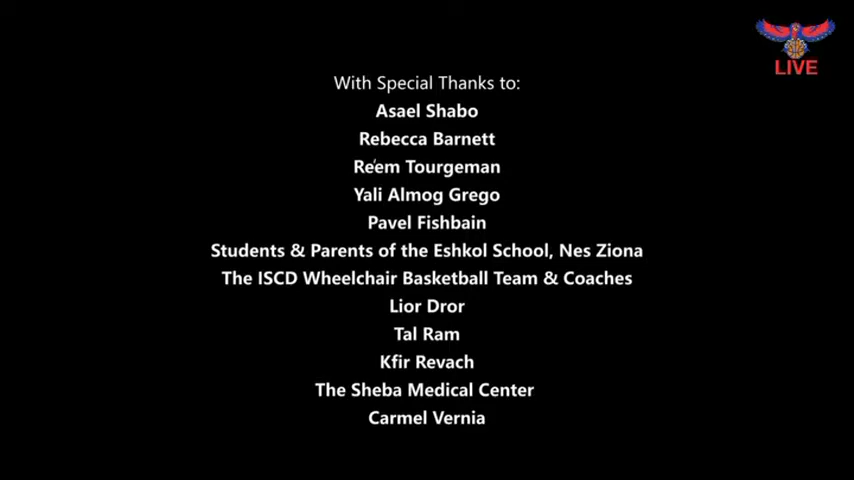 LIVE
With Special Thanks to:
Asael Shabo
Rebecca Barnett
Re'em Tourgeman
Yali Almog Grego
Pavel Fishbain
Students & Parents of the Eshkol School, Nes Ziona
The ISCD Wheelchair Basketball Team & Coaches
Lior Dror
Tal Ram
Kfir Revach
The Sheba Medical Center
Carmel Vernia